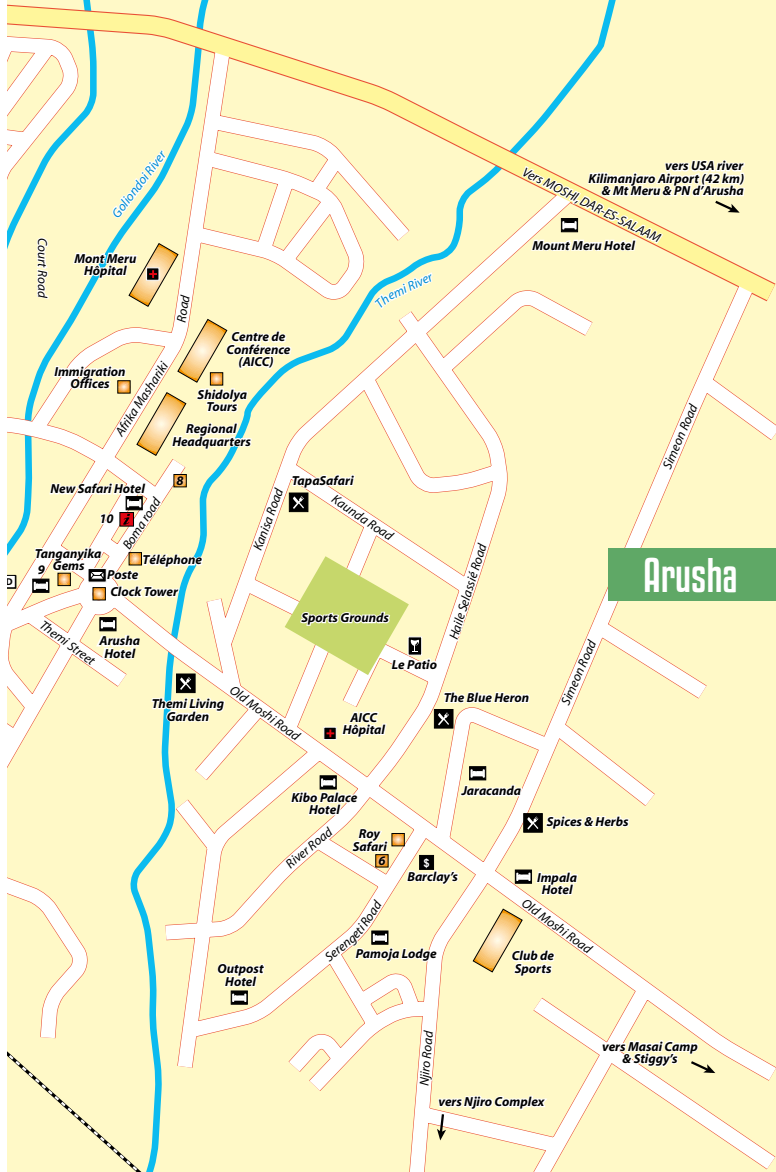 vers USA river
Kilimanjaro Airport (42 km)
& Mt Meru & PN d'Arusha
Vers MOSHI, DAR-ES-SALAAM
Mount Meru Hotel
Goliondoi River
Court Road
Mont Meru
Hôpital
Themi River
Road
Centre de
Conférence
(AICC)
Immigration
Offices
Shidolya
Tours
Afrika Mashariki
Regional
Headquarters
Simeon Road
New Safari Hotel
8
10
i
Boma road
TapaSafari
Kanisa Road
Kaunda Road
Tanganyika
Gems
9
Téléphone
Poste
Clock Tower
Haile Selassié Road
Arusha
Sports Grounds
Themi Street
Arusha
Hotel
Le Patio
Simeon Road
Themi Living
Garden
Old Moshi Road
The Blue Heron
AICC
Hôpital
Kibo Palace
Hotel
Jaracanda
Spices & Herbs
River Road
Roy
Safari
6
$
Barclay's
Impala
Hotel
Serengeti Road
Old Moshi Road
Pamoja Lodge
Club de
Sports
Outpost
Hotel
Njiro Road
vers Masai Camp
& Stiggy's
vers Njiro Complex